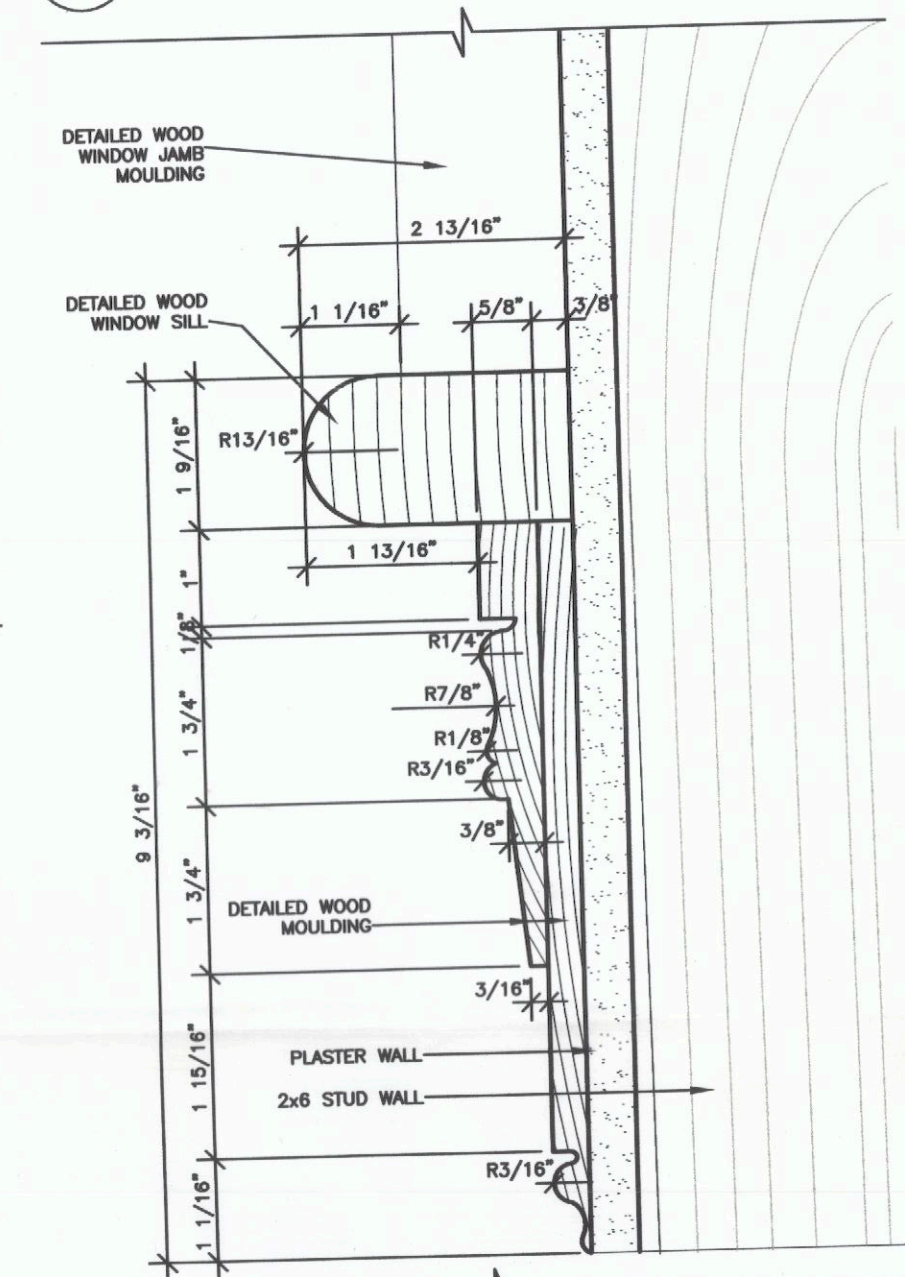 DETAILED WOOD
WINDOW JAMB
MOULDING
2 13/16"
DETAILED WOOD
WINDOW SILL
1 1/16"
5/8"
3/8"
R13/16"
1 9/16"
1 13/16"
1"
1/8"
R1/4"
R7/8"
1 3/4"
R1/8"
R3/16"
9 3/16"
3/8"
1 3/4"
DETAILED WOOD
MOULDING
3/16"
PLASTER WALL
1 15/16"
2x6 STUD WALL
R3/16"
1 1/16"